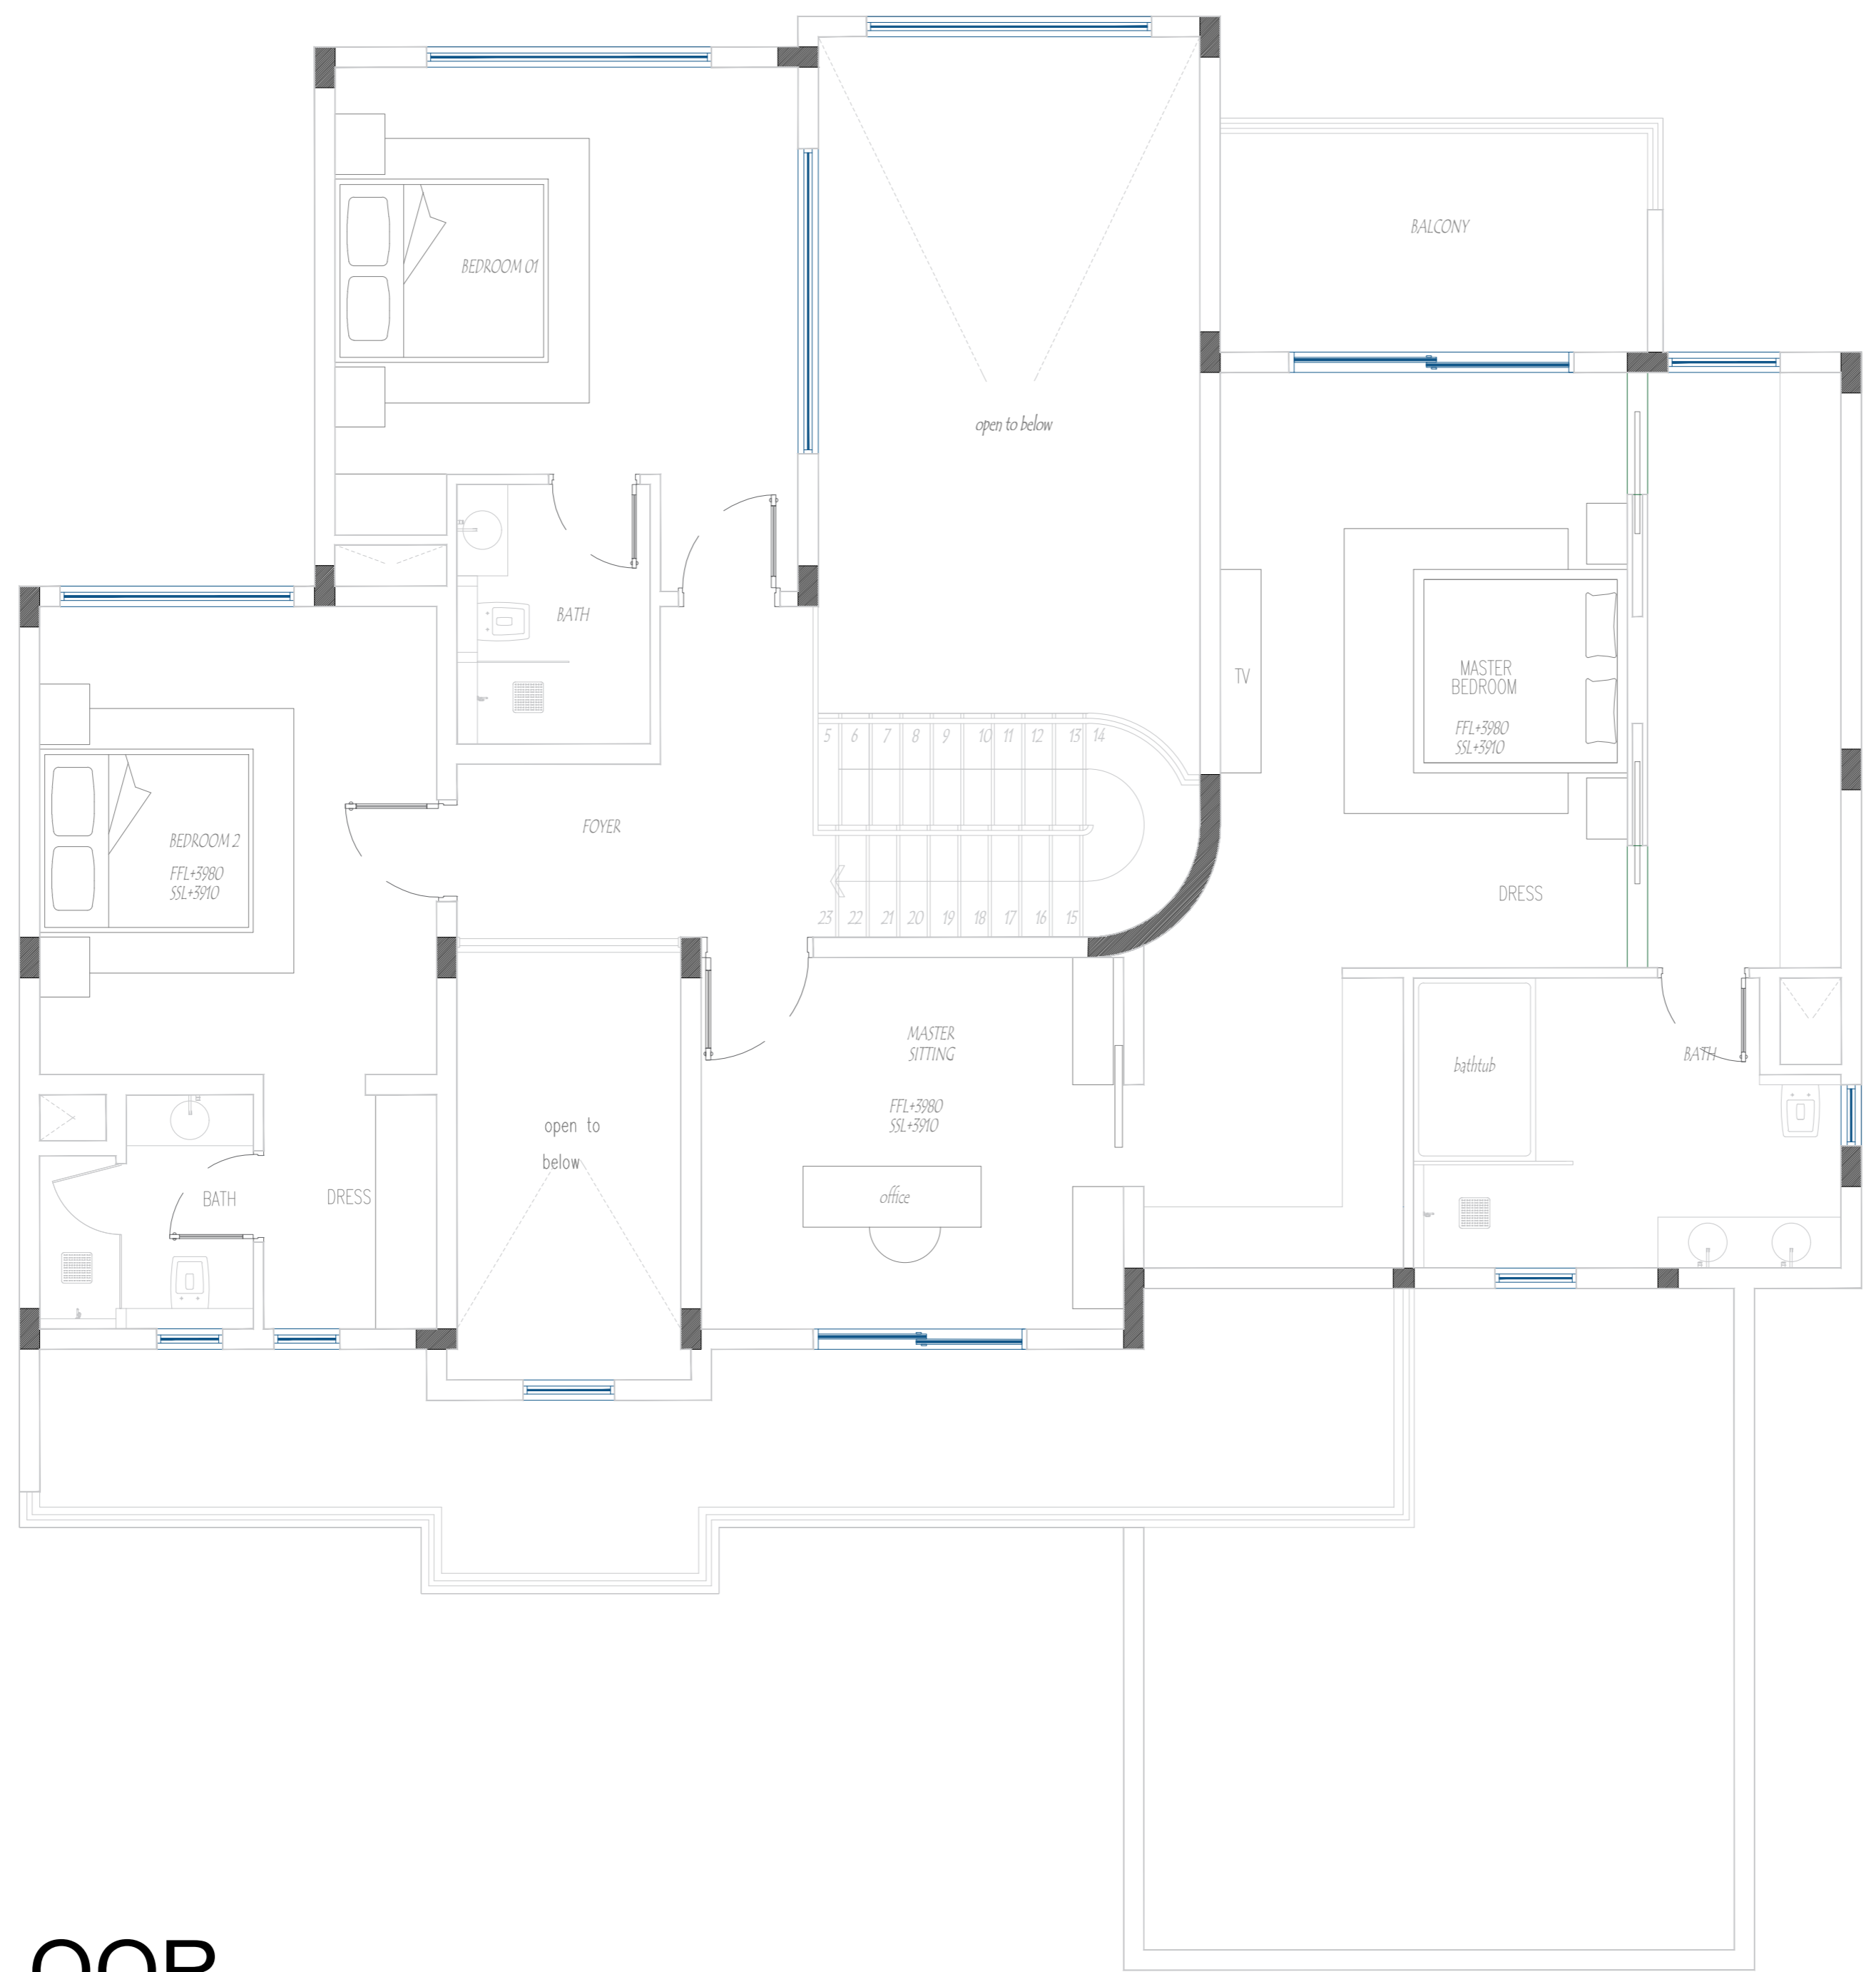 BALCONY
BEDROOM 01
open to below
BATH
MASTER
BEDROOM
TV
FFL+3980
SSL+3910
5 6 7 8 9 10 11 12 13 14
FOYER
BEDROOM 2
FFL+3980
SSL+3910
DRESS
23 22 21 20 19 18 17 16 15
MASTER
SITTING
BATH
bathtub
FFL+3980
SSL+3910
open to
below
office
BATH
DRESS